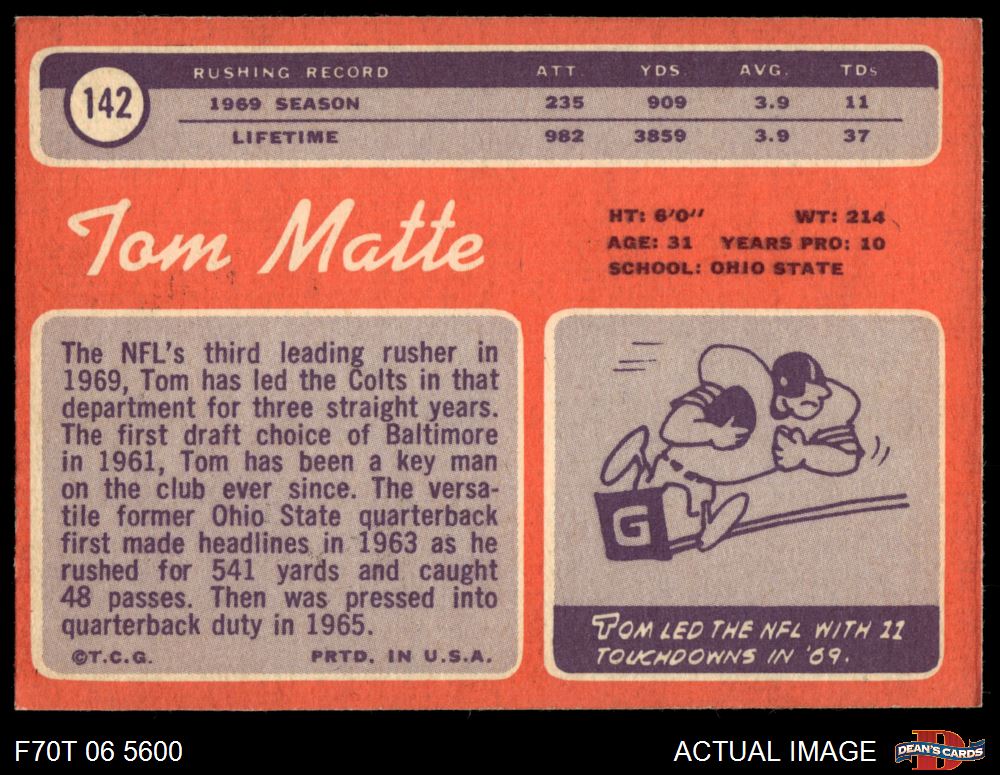 142
RUSHING RECORD ATT. YDS. AVG. TDs
1969 SEASON 235 909 3.9 11
LIFETIME 982 3859 3.9 37
Tom Matte
HT: 6'0" WT: 214
AGE: 31 YEARS PRO: 10
SCHOOL: OHIO STATE
The NFL's third leading rusher in
1969, Tom has led the Colts in that
department for three straight years.
The first draft choice of Baltimore
in 1961, Tom has been a key man
on the club ever since. The versa-
tile former Ohio State quarterback
first made headlines in 1963 as he
rushed for 541 yards and caught
48 passes. Then was pressed into
quarterback duty in 1965.
©T.C.G. PRTD. IN U.S.A.
G
TOM LED THE NFL WITH 11
TOUCHDOWNS IN '69.
F70T 06 5600
ACTUAL IMAGE
D
DEAN'S CARDS